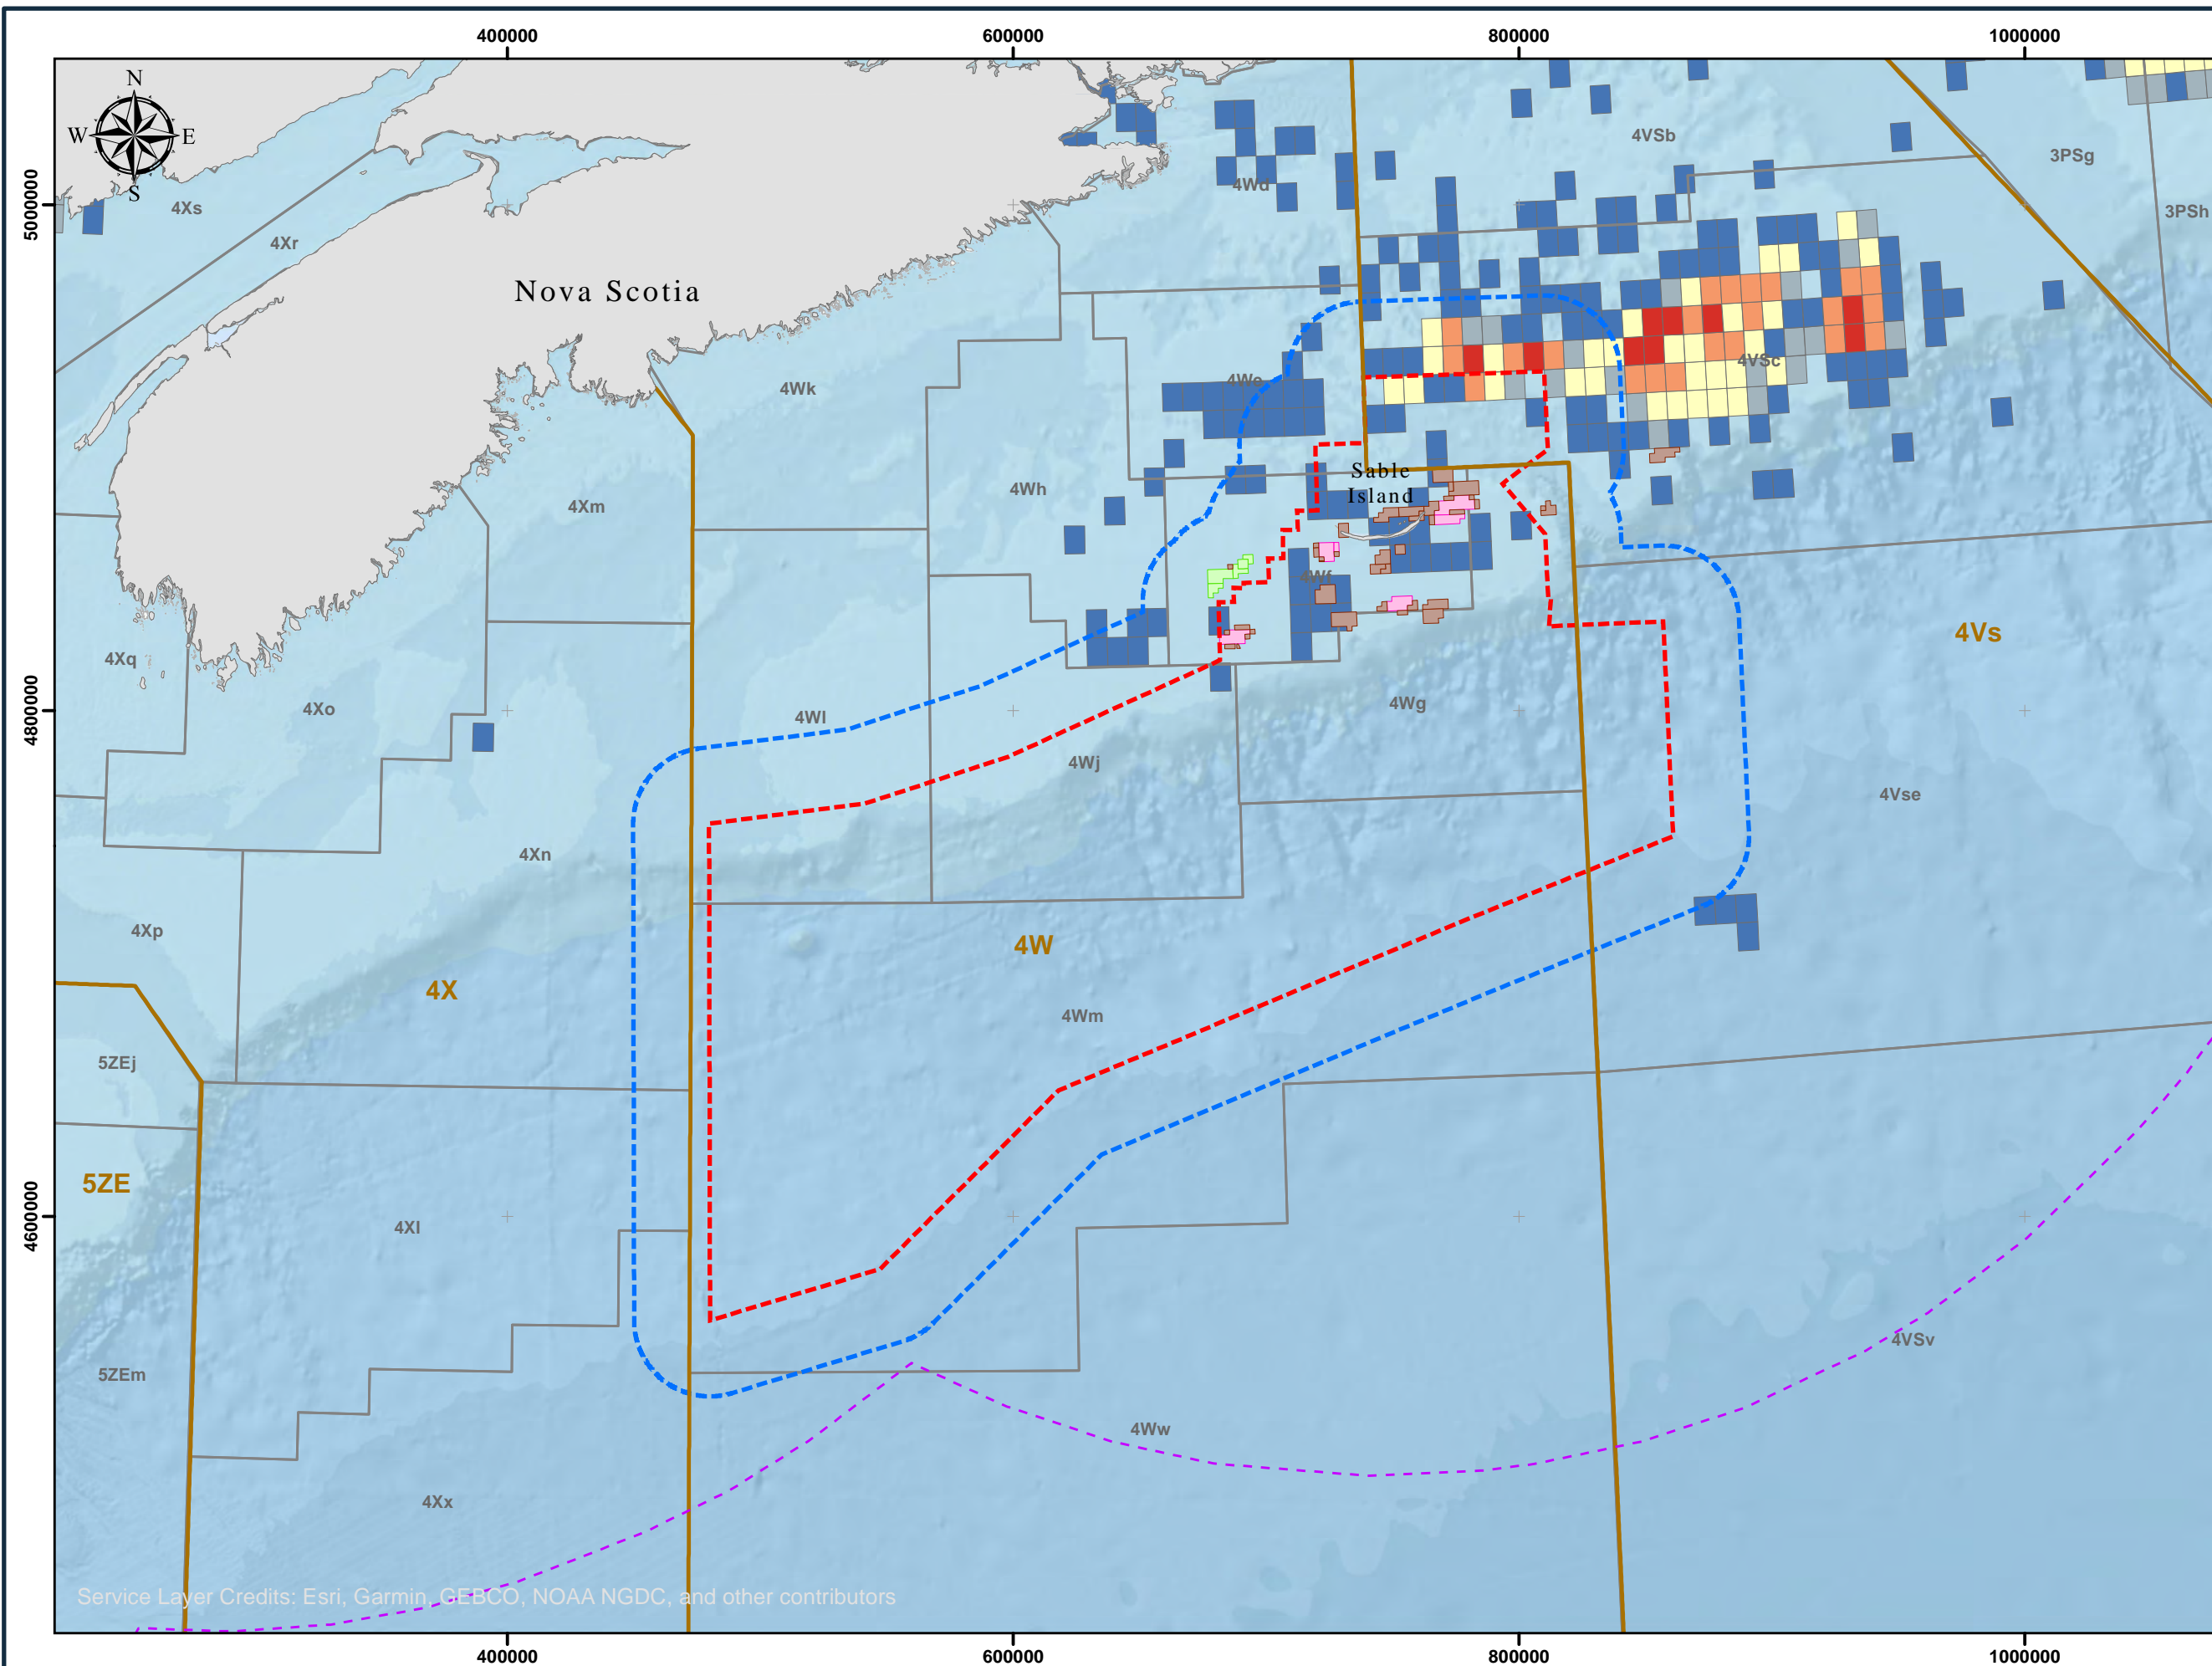 400000 600000 800000 1000000
N
W E
S
5000000
4800000
4600000
4VSb
3PSg
3PSh
4Wd
4Xs
4Xr
Nova Scotia
4VSc
4We
4Wk
Sable
Island
4Wh
4Xm
4Wf
4Vs
4Xq
4Xo
4Wl
4Wg
4Wj
4Vse
4Xn
4Xp
4W
4X
4Wm
5ZEj
5ZE
4Xl
4VSv
5ZEm
4Ww
4Xx
Service Layer Credits: Esri, Garmin, GEBCO, NOAA NGDC, and other contributors
400000 600000 800000 1000000